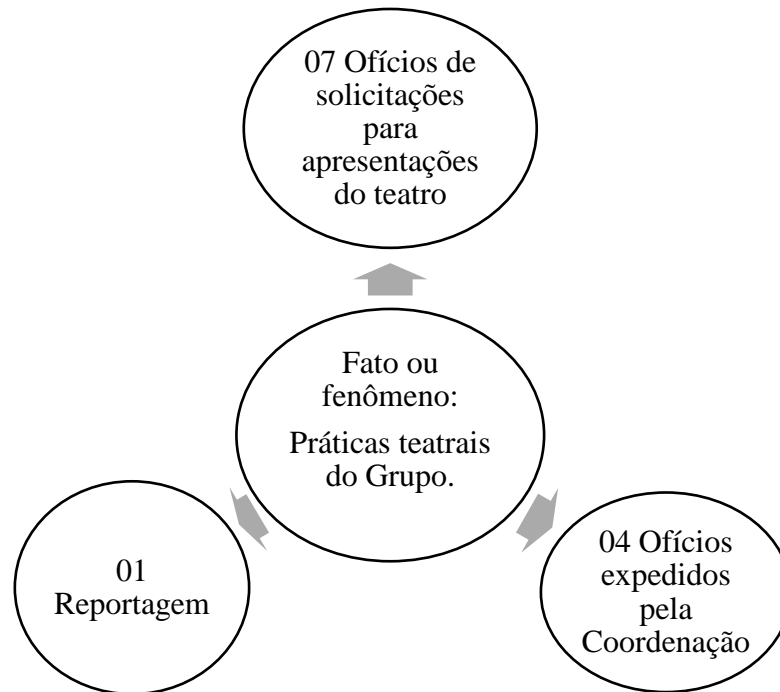 07 Ofícios de
solicitações
para
apresentações
do teatro
Fato ou
fenômeno:
Práticas teatrais
do Grupo.
01
Reportagem
04 Ofícios
expedidos
pela
Coordenação